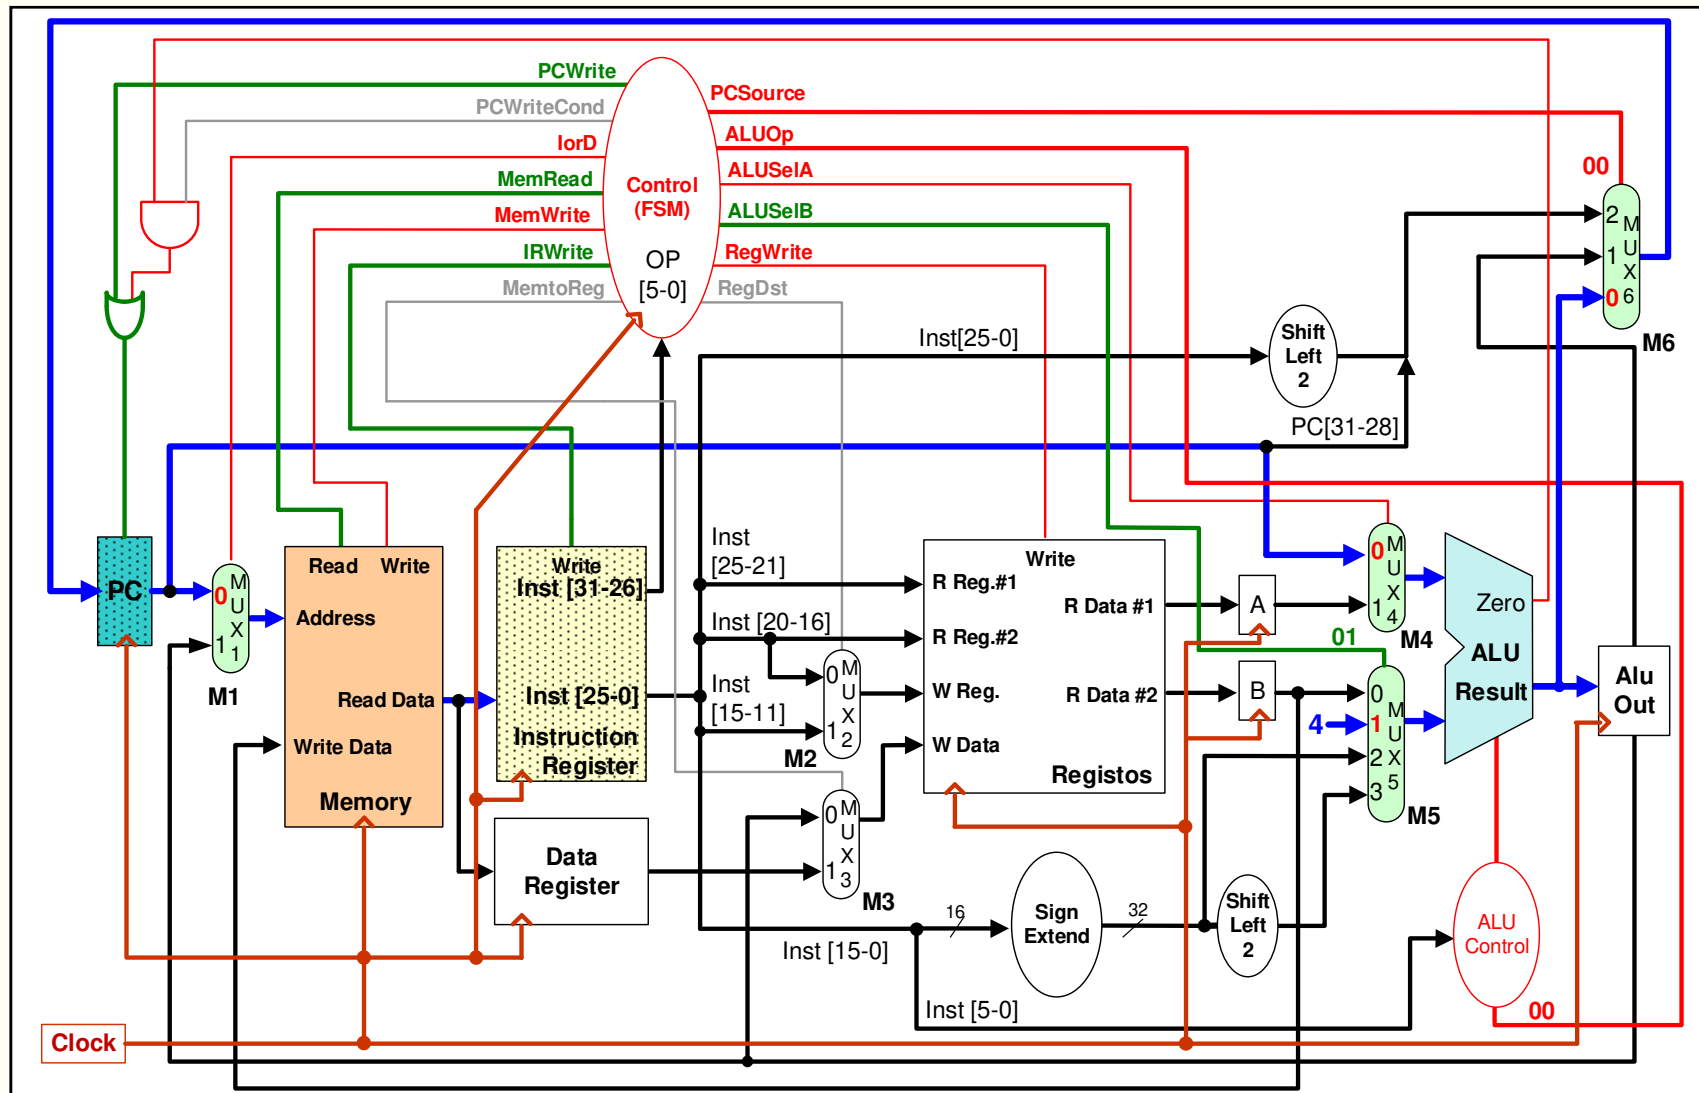 PCWrite
PCWriteCond
IorD
MemRead
MemWrite
IRWrite
MemtoReg
Control
(FSM)
OP
[5-0]
PCSource
ALUOp
ALUSelA
ALUSelB
RegWrite
RegDst
00
2
1
0
M
U
X
6
M6
Inst[25-0]
Shift
Left
2
PC[31-28]
PC
0
1
M
U
X
1
M1
Read
Write
Address
Read Data
Write Data
Memory
Write
Inst [31-26]
Inst [25-0]
Instruction
Register
Data
Register
Inst
[25-21]
Inst [20-16]
Inst
[15-11]
0
1
M
U
X
2
M2
0
1
M
U
X
3
M3
Write
R Reg.#1
R Reg.#2
W Reg.
W Data
R Data #1
R Data #2
Registos
A
B
01
4
0
1
M
U
X
4
M4
0
1
2
3
M
U
X
5
M5
Zero
ALU
Result
Alu
Out
Inst [15-0]
16
Sign
Extend
32
Shift
Left
2
Inst [5-0]
ALU
Control
00
Clock